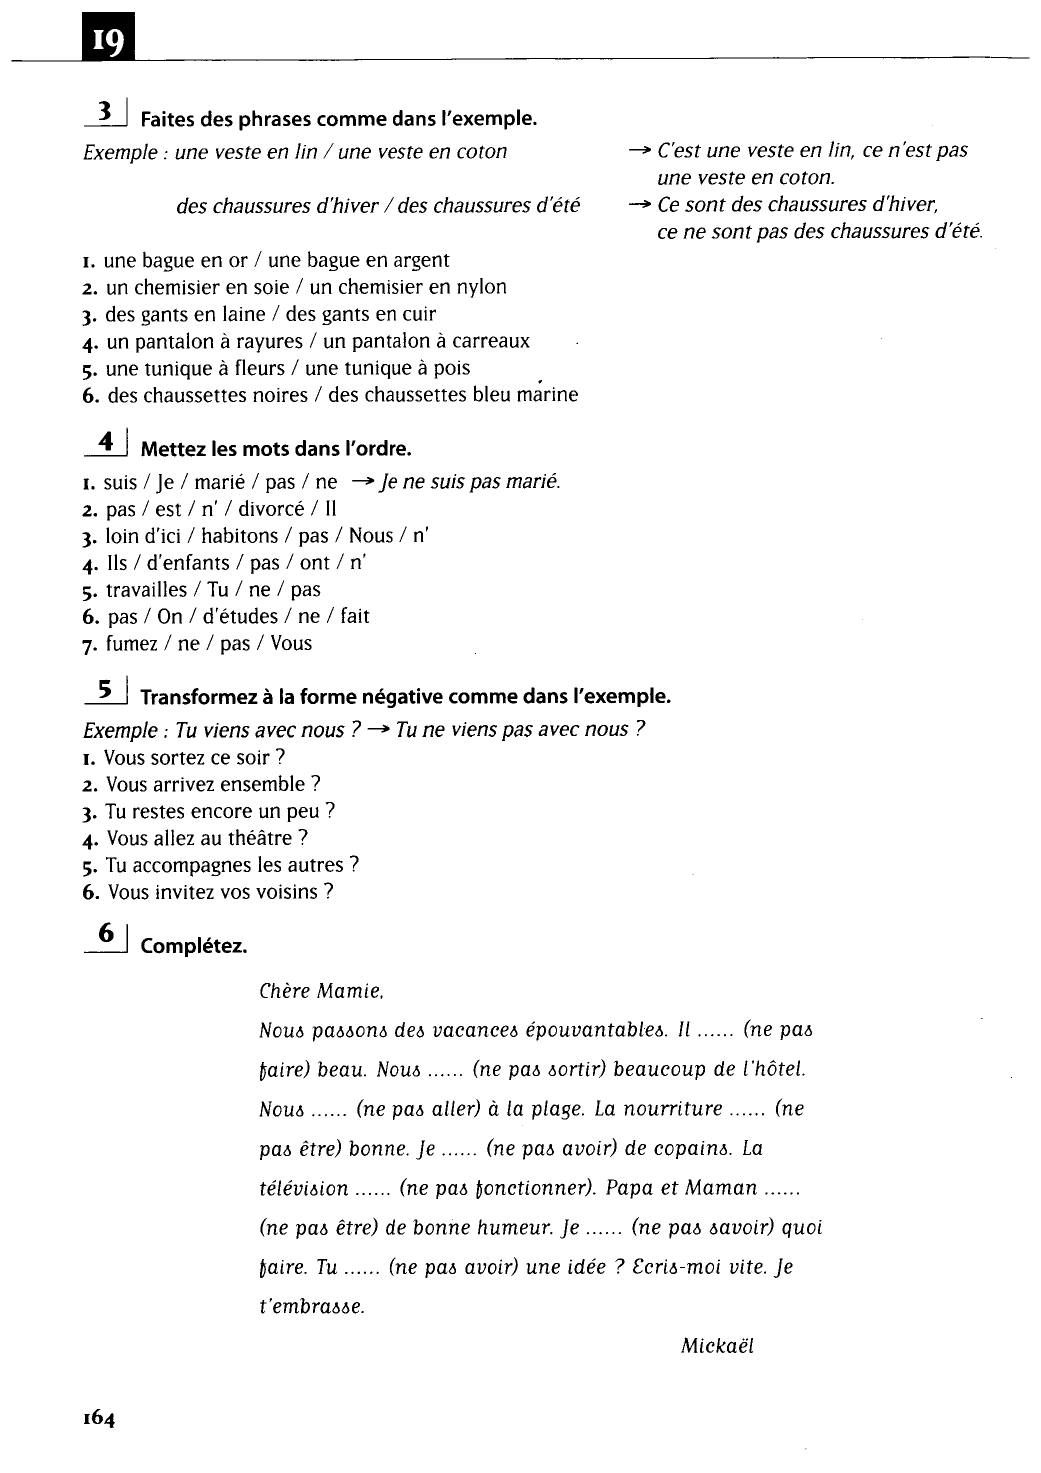 19
3 Faites des phrases comme dans l'exemple.
Exemple : une veste en lin / une veste en coton → C'est une veste en lin, ce n'est pas
une veste en coton.
des chaussures d'hiver / des chaussures d'été → Ce sont des chaussures d'hiver,
ce ne sont pas des chaussures d'été.
1. une bague en or / une bague en argent
2. un chemisier en soie / un chemisier en nylon
3. des gants en laine / des gants en cuir
4. un pantalon à rayures / un pantalon à carreaux
5. une tunique à fleurs / une tunique à pois
6. des chaussettes noires / des chaussettes bleu marine
4 Mettez les mots dans l'ordre.
1. suis / Je / marié / pas / ne → Je ne suis pas marié.
2. pas / est / n' / divorcé / Il
3. loin d'ici / habitons / pas / Nous / n'
4. Ils / d'enfants / pas / ont / n'
5. travailles / Tu / ne / pas
6. pas / On / d'études / ne / fait
7. fumez / ne / pas / Vous
5 Transformez à la forme négative comme dans l'exemple.
Exemple : Tu viens avec nous ? → Tu ne viens pas avec nous ?
1. Vous sortez ce soir ?
2. Vous arrivez ensemble ?
3. Tu restes encore un peu ?
4. Vous allez au théâtre ?
5. Tu accompagnes les autres ?
6. Vous invitez vos voisins ?
6 Complétez.
Chère Mamie,
Nous passons des vacances épouvantables. Il ...... (ne pas
faire) beau. Nous ...... (ne pas sortir) beaucoup de l'hôtel.
Nous ...... (ne pas aller) à la plage. La nourriture ...... (ne
pas être) bonne. Je ...... (ne pas avoir) de copains. La
télévision ...... (ne pas fonctionner). Papa et Maman ......
(ne pas être) de bonne humeur. Je ...... (ne pas savoir) quoi
faire. Tu ...... (ne pas avoir) une idée ? Ecris-moi vite. Je
t'embrasse.
Mickaël
164